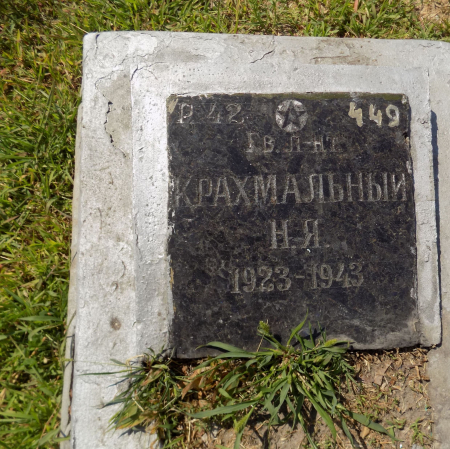 Р 42 449
Гв. л-нт
КРАХМАЛЬНЫЙ
Н.Я.
1923-1943